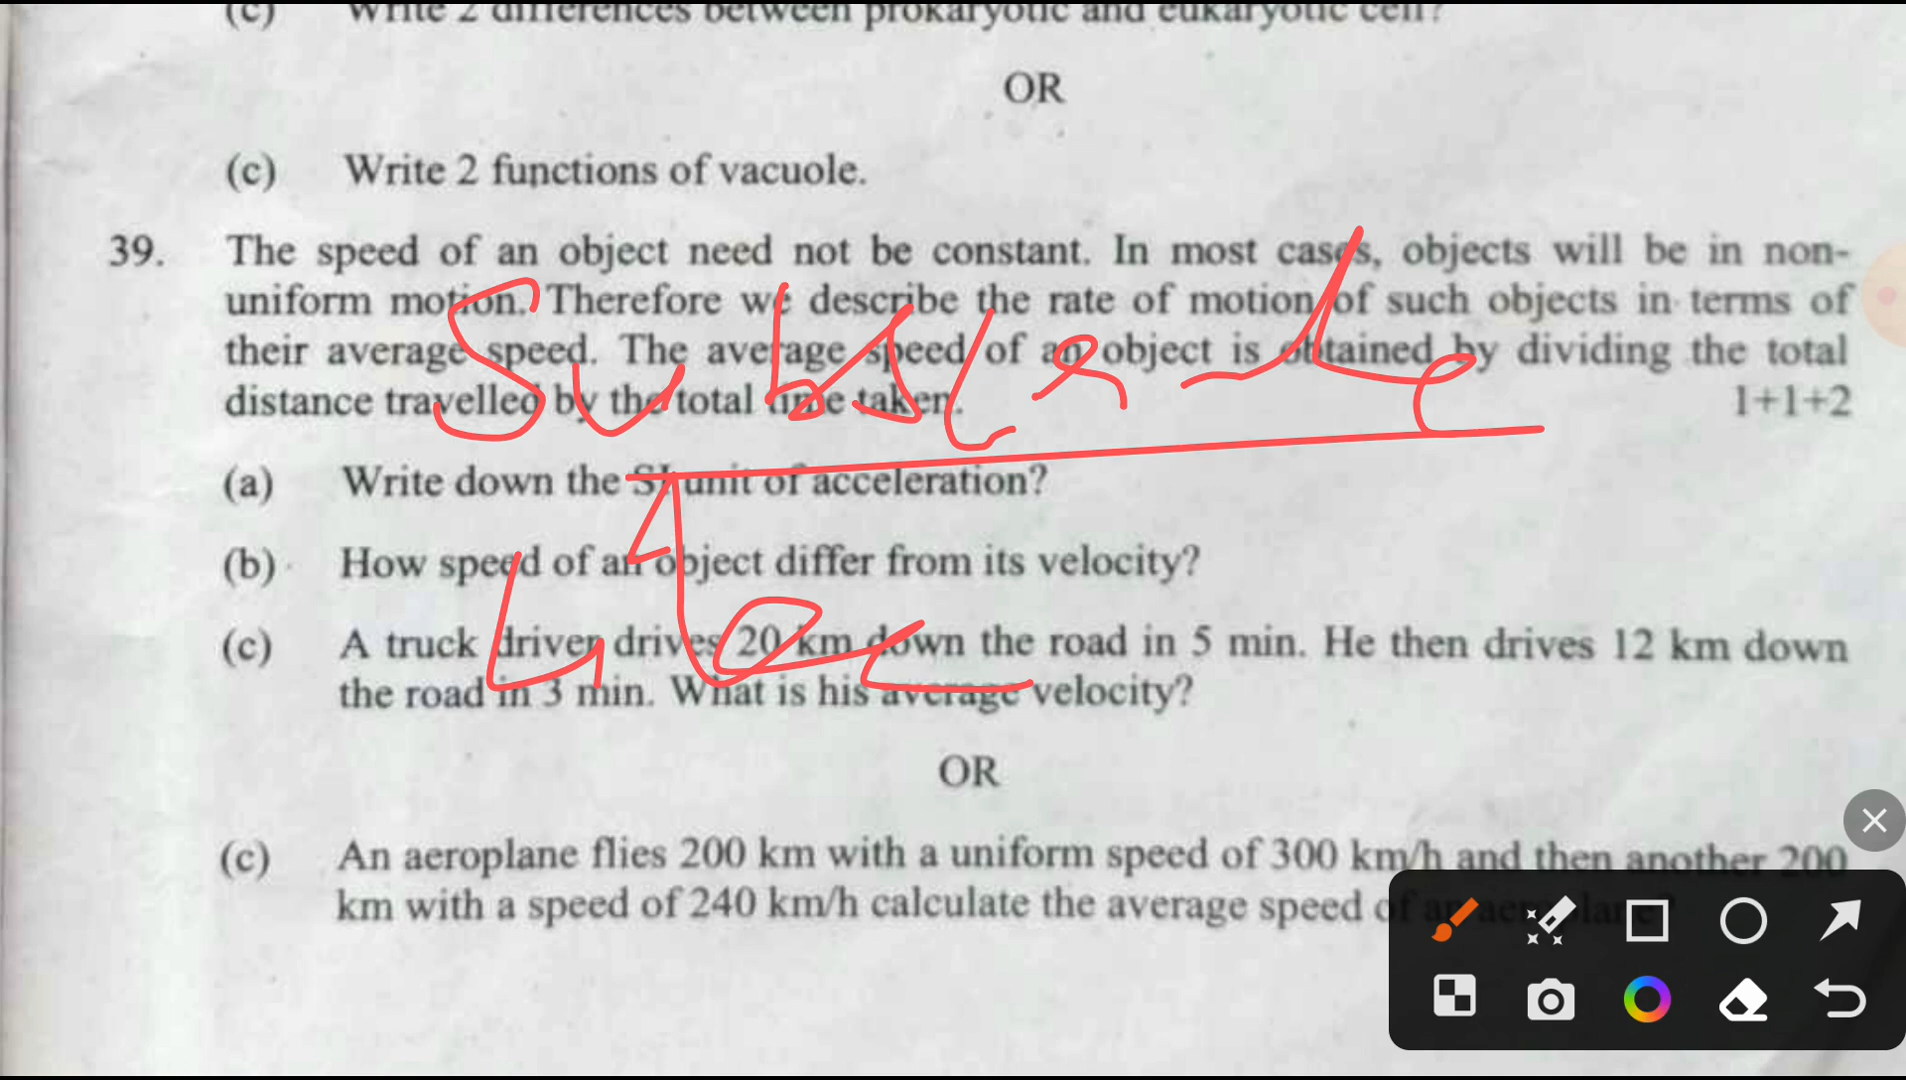 (c) Write 2 differences between prokaryotic and eukaryotic cell?
OR
(c) Write 2 functions of vacuole.
39. The speed of an object need not be constant. In most cases, objects will be in non-
uniform motion. Therefore we describe the rate of motion of such objects in terms of
their average speed. The average speed of an object is obtained by dividing the total
distance travelled by the total time taken. 1+1+2
(a) Write down the SI unit of acceleration?
(b) How speed of an object differ from its velocity?
(c) A truck driver drives 20 km down the road in 5 min. He then drives 12 km down
the road in 3 min. What is his average velocity?
OR
(c) An aeroplane flies 200 km with a uniform speed of 300 km/h and then another 200
km with a speed of 240 km/h calculate the average speed of an aeroplane?